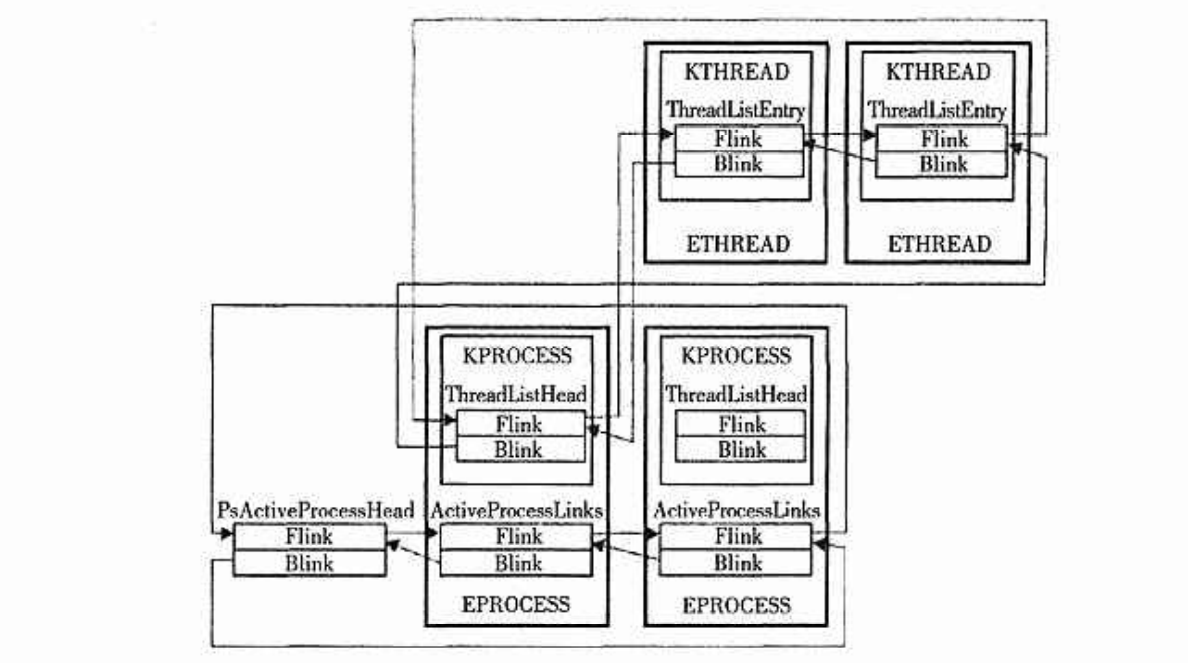 KTHREAD
KTHREAD
ThreadListEntry
ThreadListEntry
Flink
Flink
Blink
Blink
ETHREAD
ETHREAD
KPROCESS
KPROCESS
ThreadListHead
ThreadListHead
Flink
Flink
Blink
Blink
PsActiveProcessHead
ActiveProcessLinks
ActiveProcessLinks
Flink
Flink
Flink
Blink
Blink
Blink
EPROCESS
EPROCESS